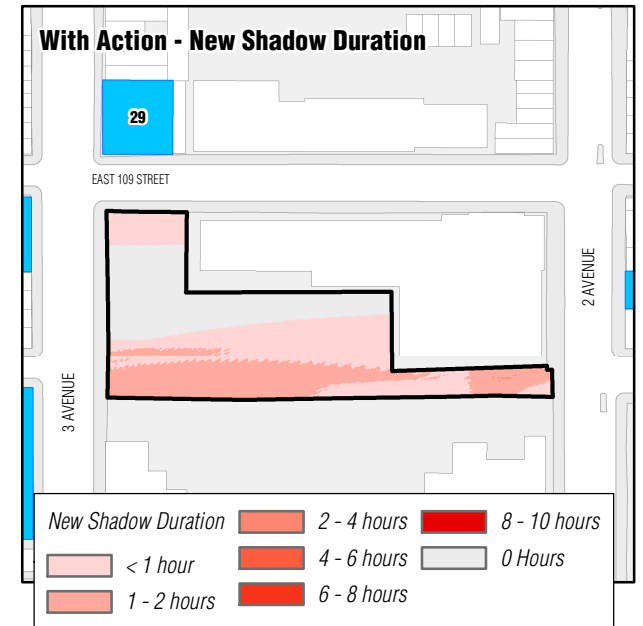 With Action - New Shadow Duration
29
EAST 109 STREET
2 AVENUE
3 AVENUE
New Shadow Duration
< 1 hour
1 - 2 hours
2 - 4 hours
4 - 6 hours
6 - 8 hours
8 - 10 hours
0 Hours